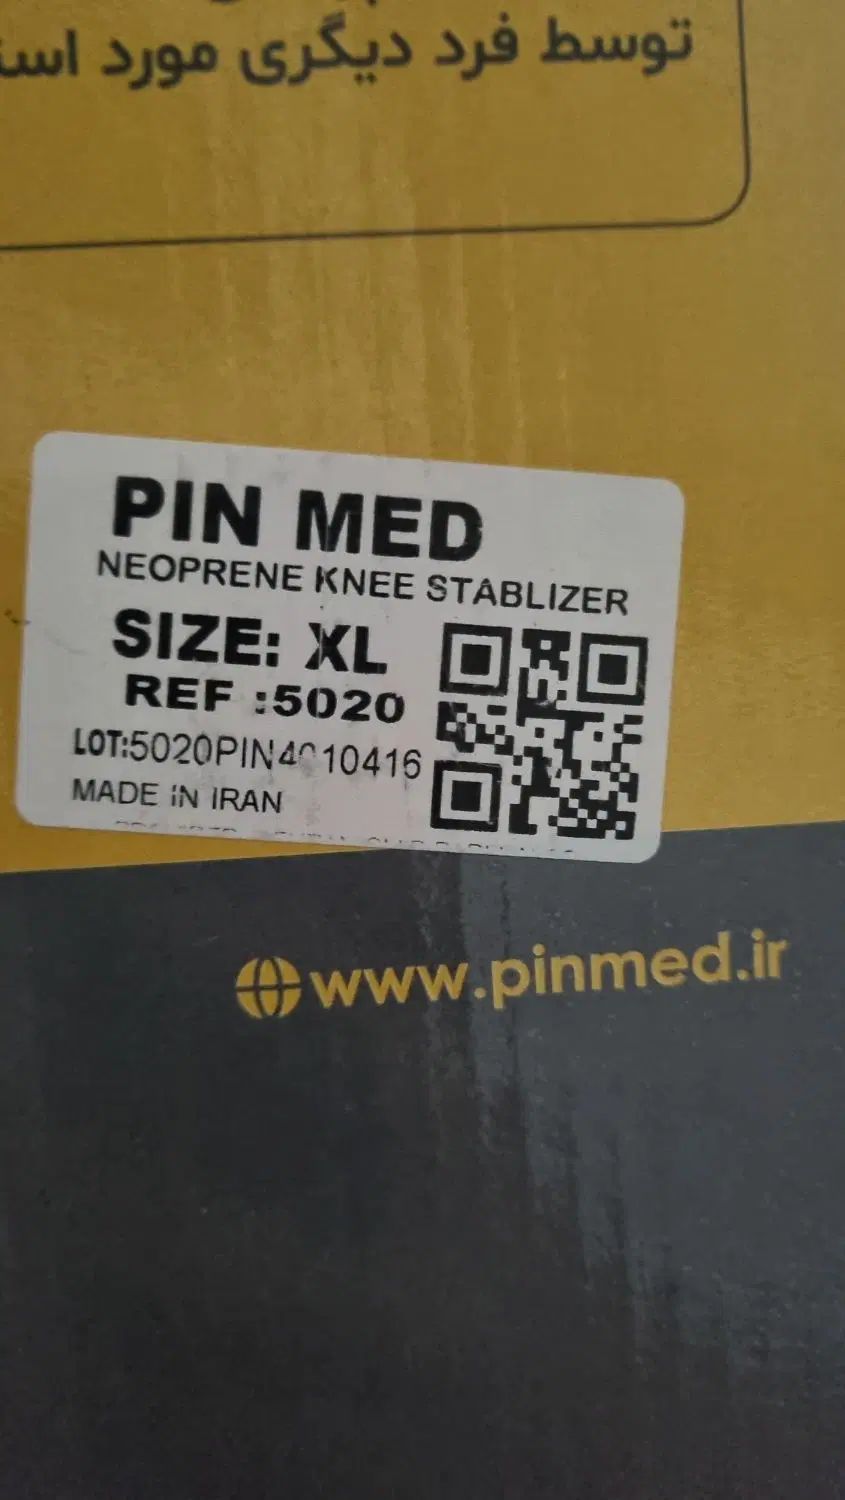 توسط فرد دیگری مورد
PIN MED
NEOPRENE KNEE STABLIZER
SIZE: XL
REF :5020
MADE IN IRAN
www.pinmed.ir